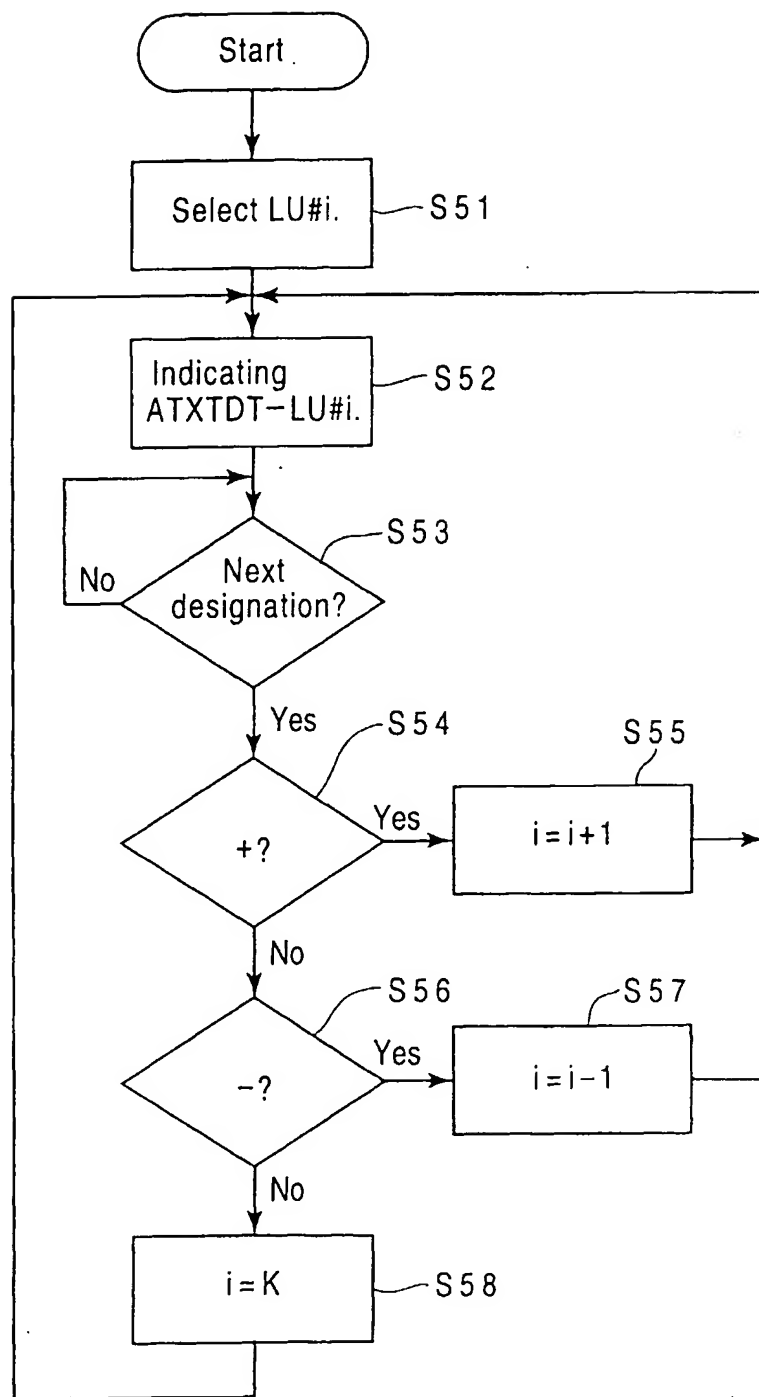 Start
Select LU#i.
S51
Indicating
ATXTDT-LU#i.
S52
S53
Next
designation?
No
Yes
S54
+?
Yes
S55
i=i+1
No
S56
-?
Yes
S57
i=i-1
No
i=K
S58